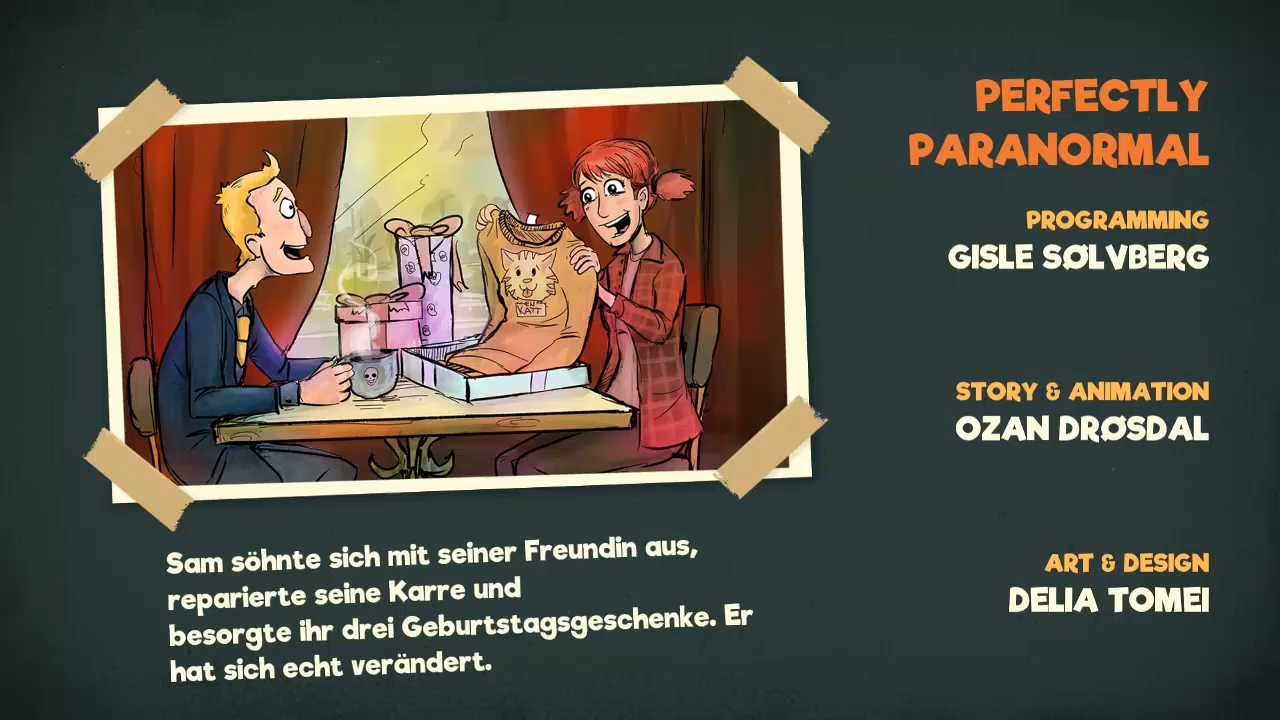 PERFECTLY
PARANORMAL
PROGRAMMING
GISLE SØLVBERG
STORY & ANIMATION
OZAN DRØSDAL
ART & DESIGN
DELIA TOMEI
EN
KATT
Sam söhnte sich mit seiner Freundin aus,
reparierte seine Karre und
besorgte ihr drei Geburtstagsgeschenke. Er
hat sich echt verändert.